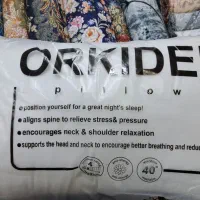 ORKIDE
pillow
• position yourself for a great night's sleep!
• aligns spine to relieve stress& pressure
• encourages neck & shoulder relaxation
• supports the head and neck to encourage better breathing and reduc
40°